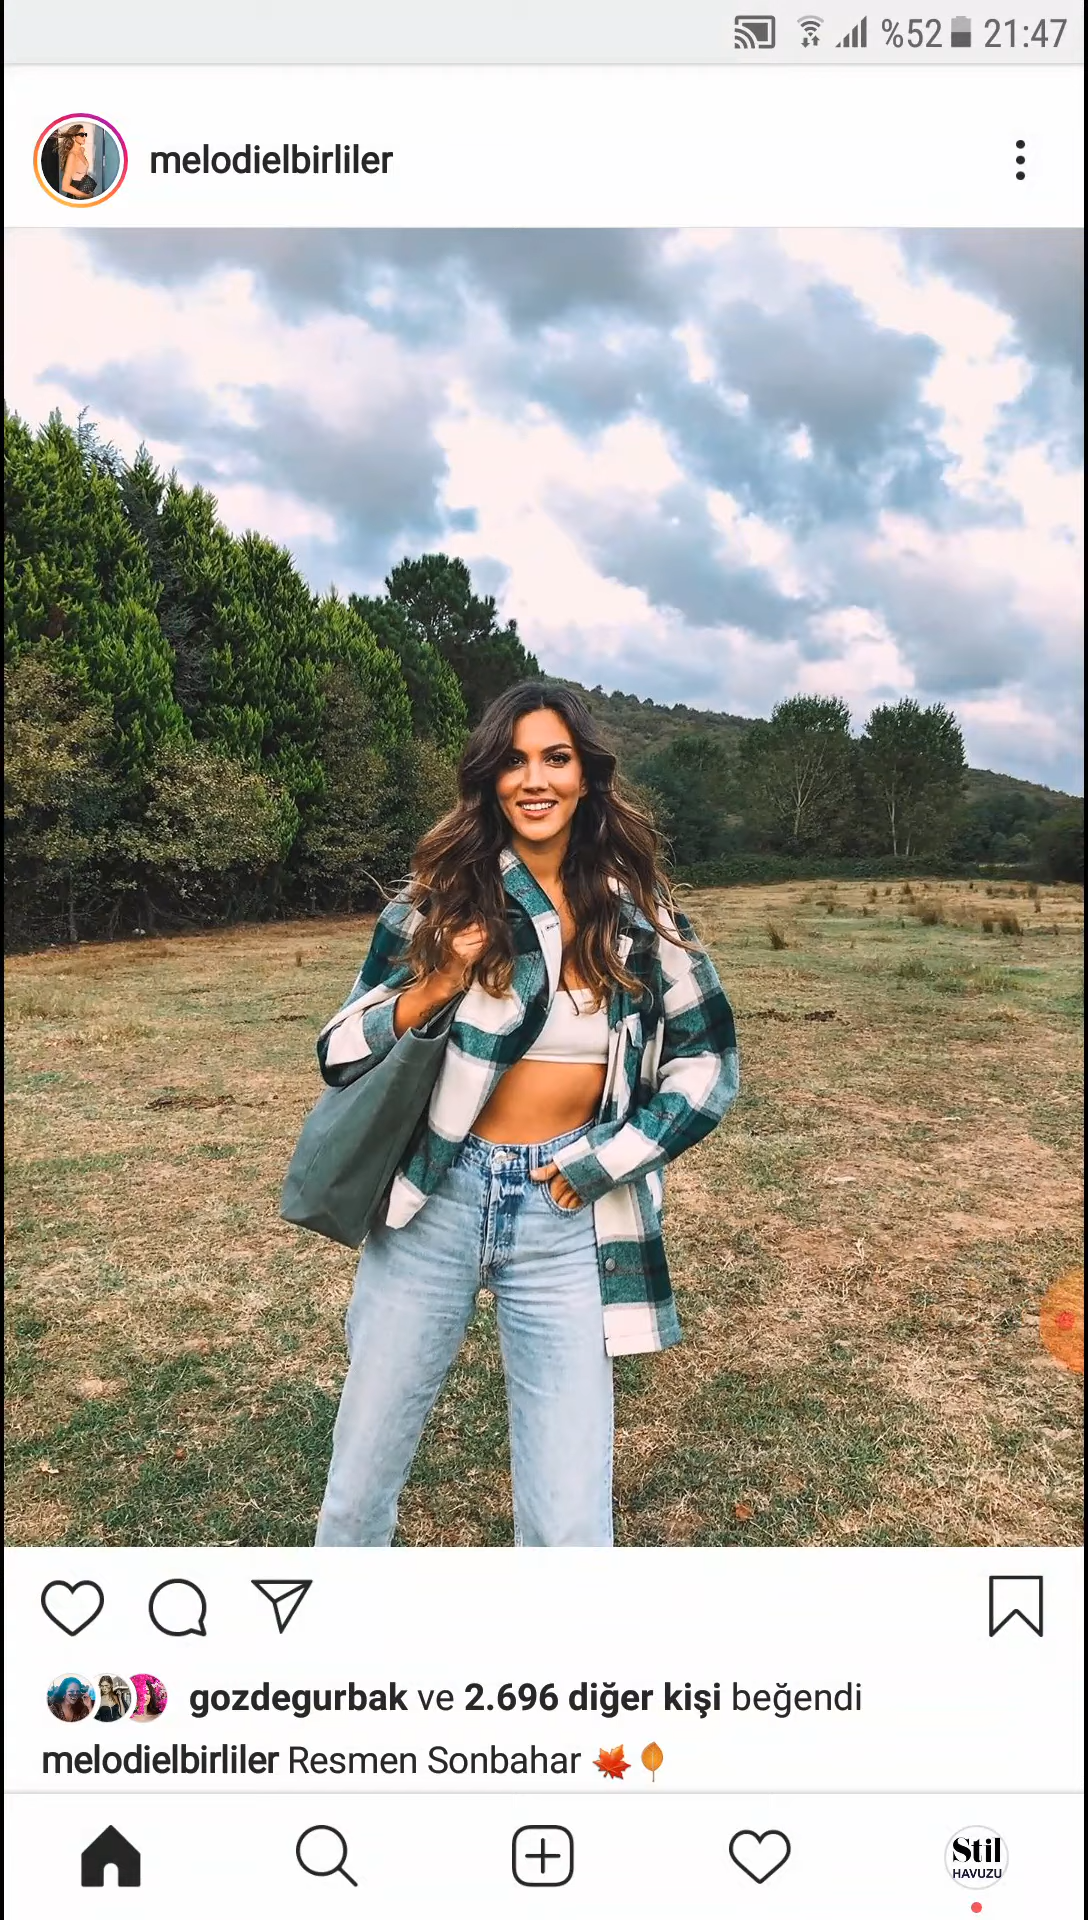 %52 21:47
melodielbirliler
gozdegurbak ve 2.696 diğer kişi beğendi
melodielbirliler Resmen Sonbahar 🍁🍂
Stil
HAVUZU